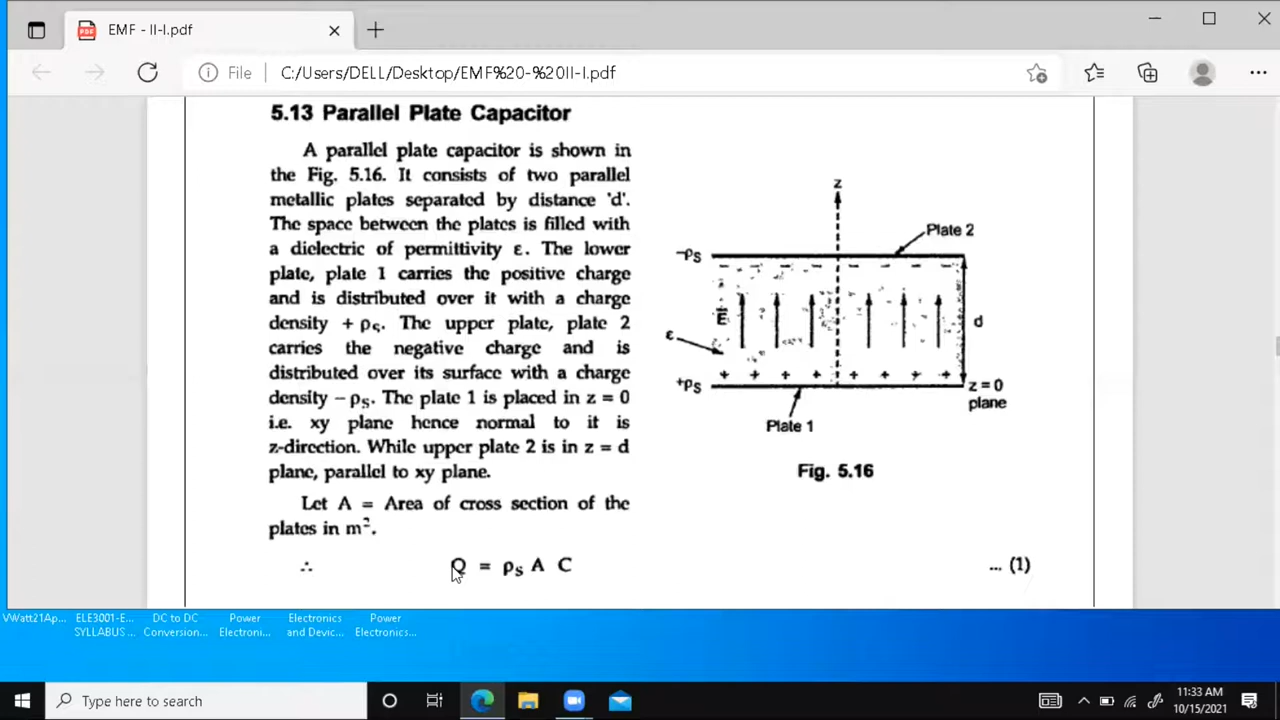 EMF - II-I.pdf
File
C:/Users/DELL/Desktop/EMF%20-%20II-I.pdf
5.13 Parallel Plate Capacitor
A parallel plate capacitor is shown in
the Fig. 5.16. It consists of two parallel
metallic plates separated by distance 'd'.
The space between the plates is filled with
a dielectric of permittivity ε. The lower
plate, plate 1 carries the positive charge
and is distributed over it with a charge
density + ρS. The upper plate, plate 2
carries the negative charge and is
distributed over its surface with a charge
density − ρS. The plate 1 is placed in z = 0
i.e. xy plane hence normal to it is
z-direction. While upper plate 2 is in z = d
plane, parallel to xy plane.
Let A = Area of cross section of the
plates in m².
∴ Q = ρS A C ... (1)
z
Plate 2
−ρS
E̅
d
ε
+ + + + + + + +
+ρS
z = 0
plane
Plate 1
Fig. 5.16
VWatt21Ap... ELE3001-E... DC to DC Power Electronics Power
SYLLABUS ... Conversion... Electroni... and Devic... Electronics...
Type here to search
11:33 AM
10/15/2021